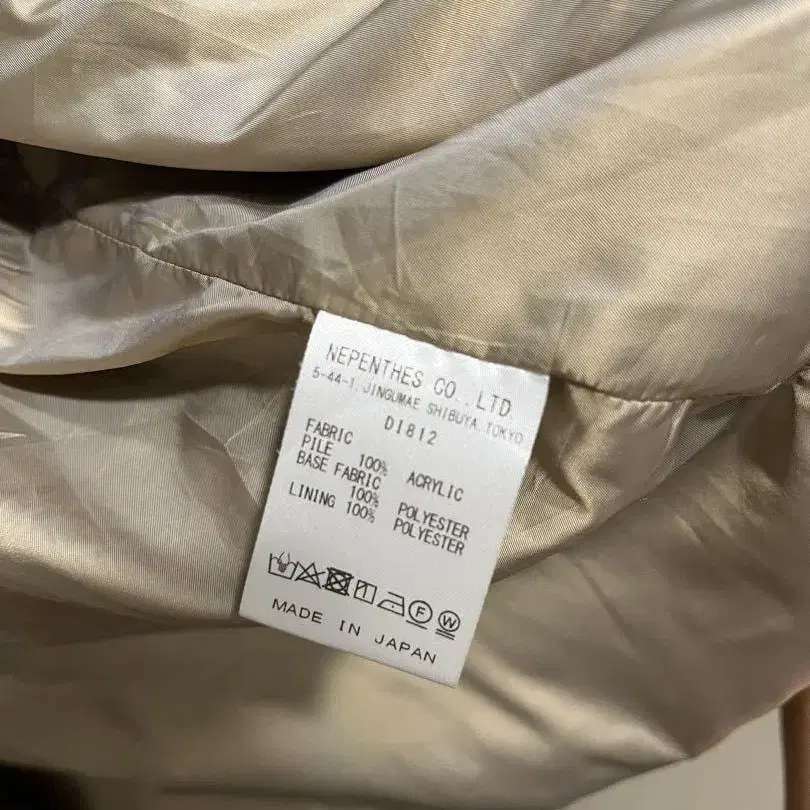 NEPENTHES CO.,LTD
5-44-1, JINGUMAE SHIBUYA, TOKYO
DI812
FABRIC
PILE 100% ACRYLIC
BASE FABRIC
100% POLYESTER
LINING 100% POLYESTER
F W
MADE IN JAPAN